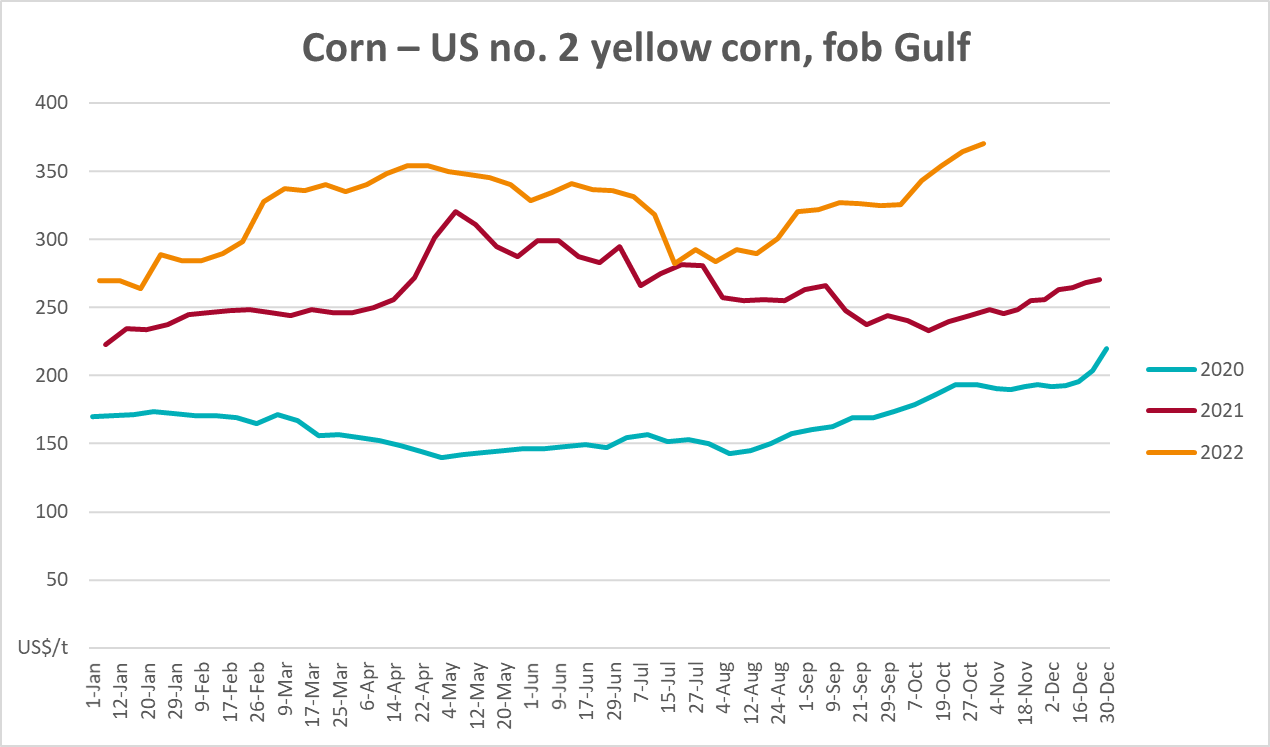 Corn – US no. 2 yellow corn, fob Gulf
400
350
300
250
200
150
100
50
US$/t
1-Jan
12-Jan
20-Jan
29-Jan
9-Feb
17-Feb
26-Feb
9-Mar
17-Mar
25-Mar
6-Apr
14-Apr
22-Apr
4-May
12-May
20-May
1-Jun
9-Jun
17-Jun
29-Jun
7-Jul
15-Jul
27-Jul
4-Aug
12-Aug
24-Aug
1-Sep
9-Sep
21-Sep
29-Sep
7-Oct
19-Oct
27-Oct
4-Nov
18-Nov
2-Dec
16-Dec
30-Dec
2020
2021
2022